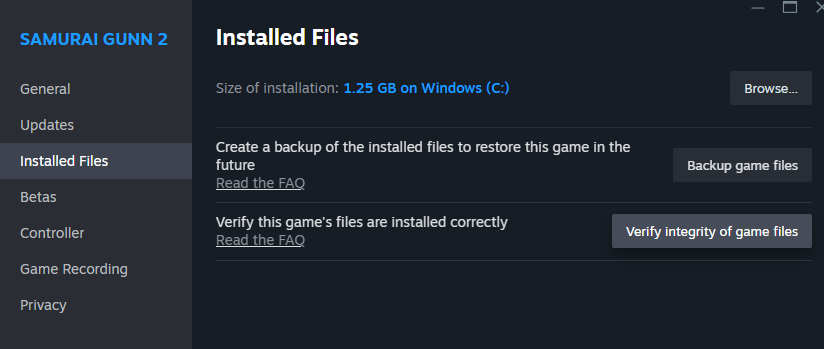 SAMURAI GUNN 2
General
Updates
Installed Files
Betas
Controller
Game Recording
Privacy
Installed Files
Size of installation: 1.25 GB on Windows (C:)
Browse...
Create a backup of the installed files to restore this game in the
future
Read the FAQ
Backup game files
Verify this game's files are installed correctly
Read the FAQ
Verify integrity of game files